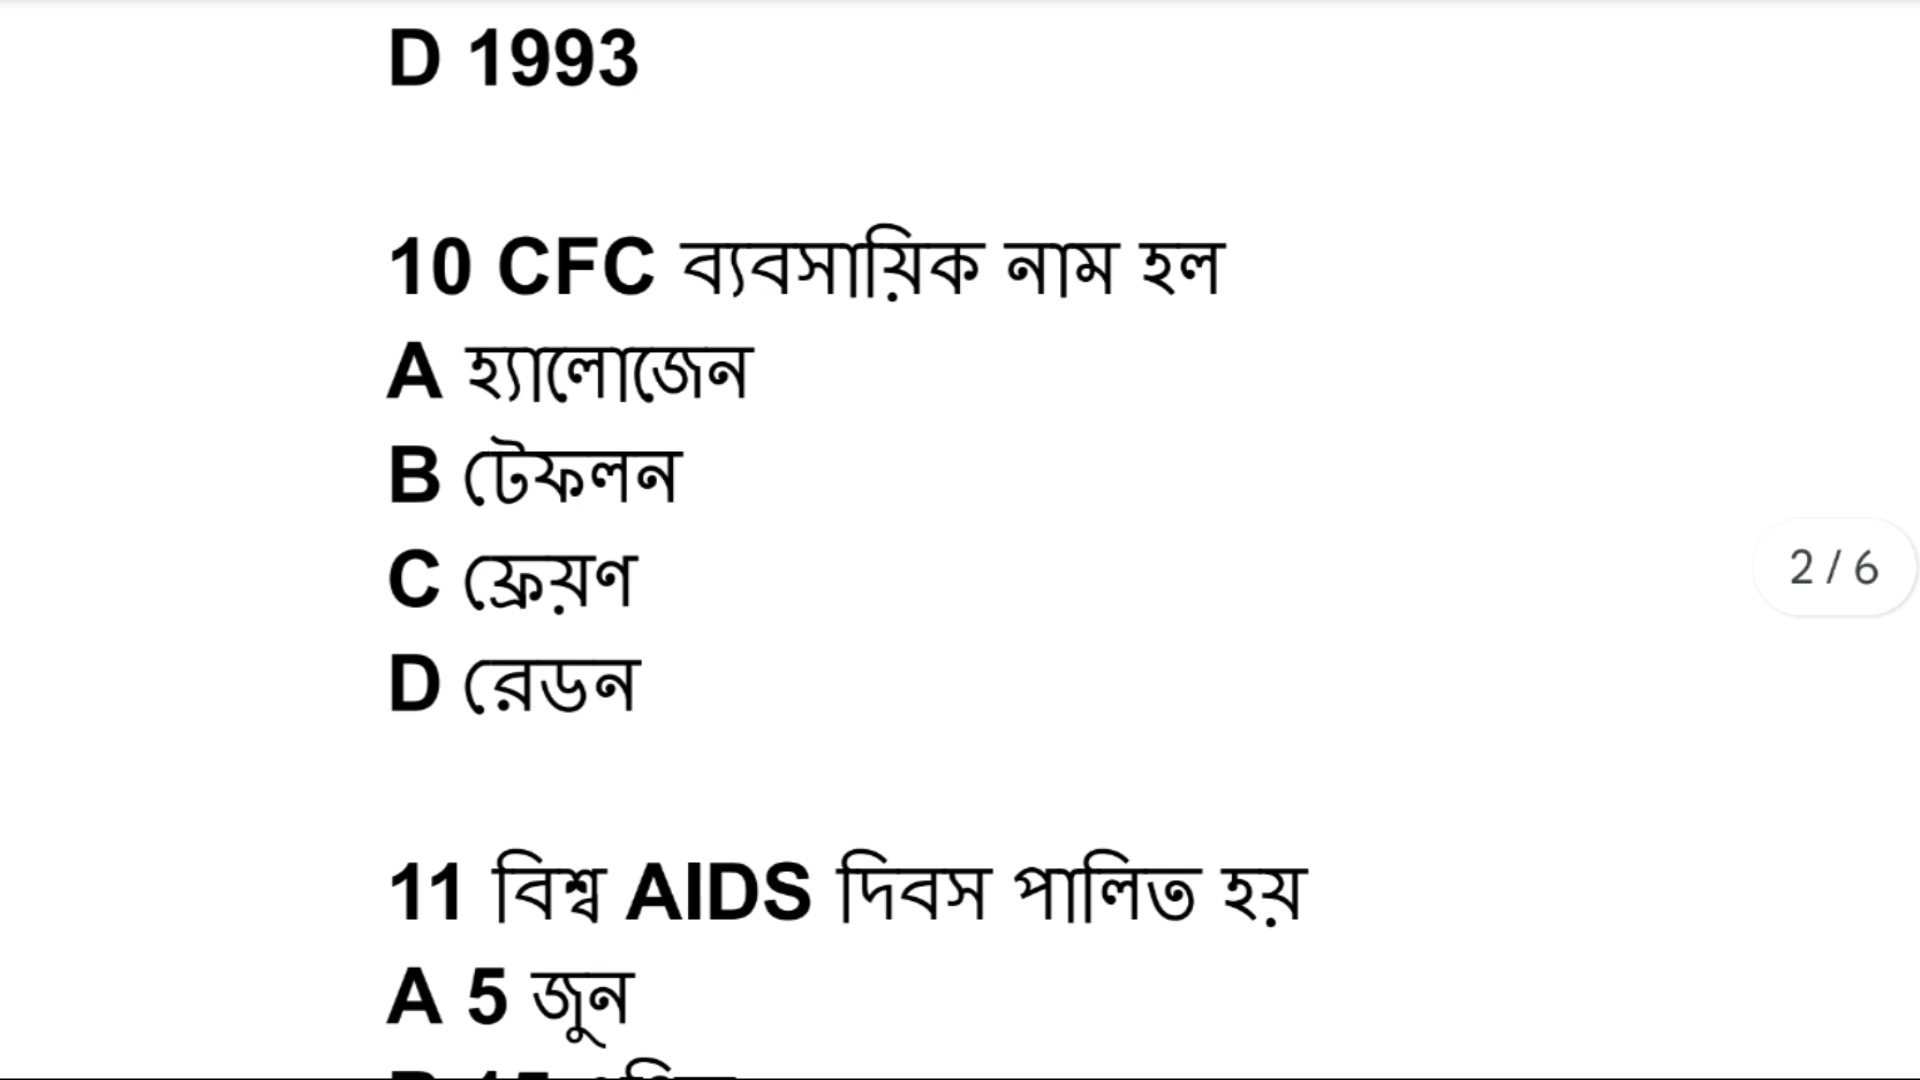 D 1993
10 CFC ব্যবসায়িক নাম হল
A হ্যালোজেন
B টেফলন
C ফ্রেয়ণ
D রেডন
2 / 6
11 বিশ্ব AIDS দিবস পালিত হয়
A 5 জুন